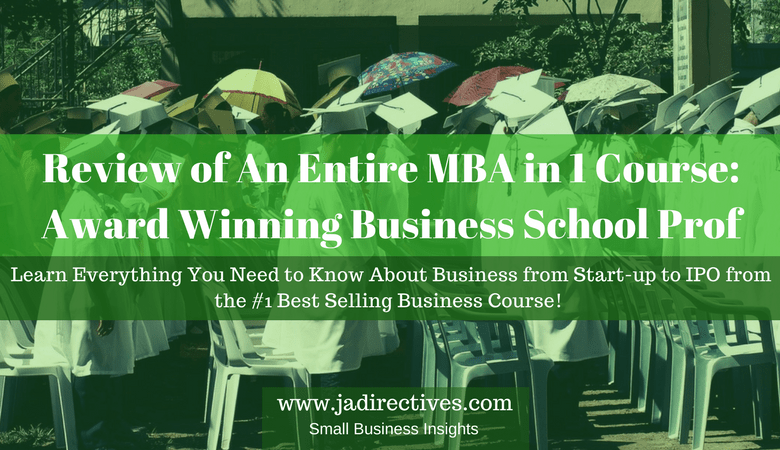 Review of An Entire MBA in 1 Course:
Award Winning Business School Prof
Learn Everything You Need to Know About Business from Start-up to IPO from
the #1 Best Selling Business Course!
www.jadirectives.com
Small Business Insights